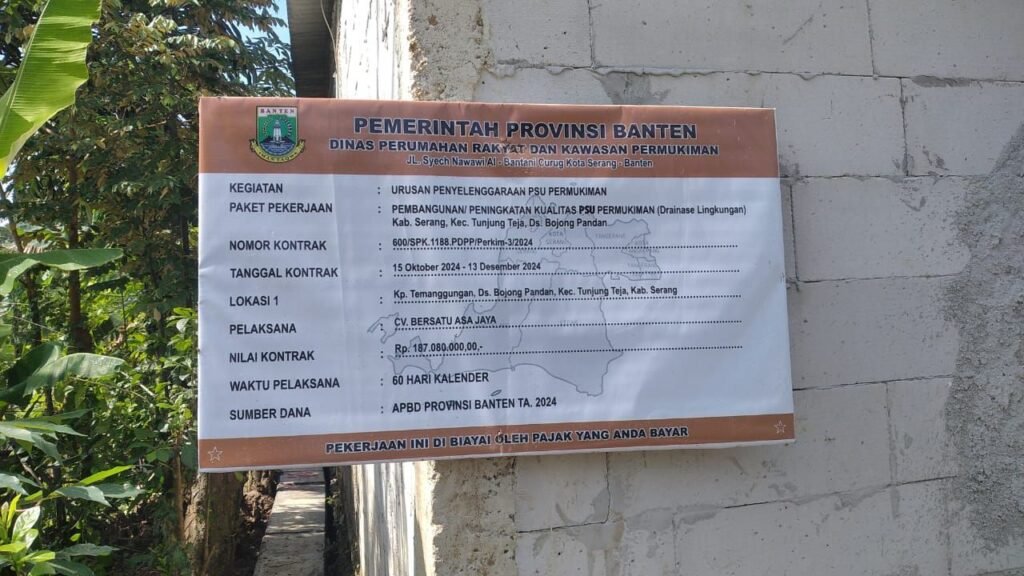 BANTEN
PEMERINTAH PROVINSI BANTEN
DINAS PERUMAHAN RAKYAT DAN KAWASAN PERMUKIMAN
JL. Syech Nawawi Al - Bantani Curug Kota Serang - Banten
KEGIATAN : URUSAN PENYELENGGARAAN PSU PERMUKIMAN
PAKET PEKERJAAN : PEMBANGUNAN/ PENINGKATAN KUALITAS PSU PERMUKIMAN (Drainase Lingkungan)
Kab. Serang, Kec. Tunjung Teja, Ds. Bojong Pandan
NOMOR KONTRAK : 600/SPK.1188.PDPP/Perkim-3/2024
TANGGAL KONTRAK : 15 Oktober 2024 - 13 Desember 2024
LOKASI 1 : Kp. Temanggungan, Ds. Bojong Pandan, Kec. Tunjung Teja, Kab. Serang
PELAKSANA : CV. BERSATU ASA JAYA
NILAI KONTRAK : Rp. 187.080.000,00,-
WAKTU PELAKSANA : 60 HARI KALENDER
SUMBER DANA : APBD PROVINSI BANTEN TA. 2024
PEKERJAAN INI DI BIAYAI OLEH PAJAK YANG ANDA BAYAR